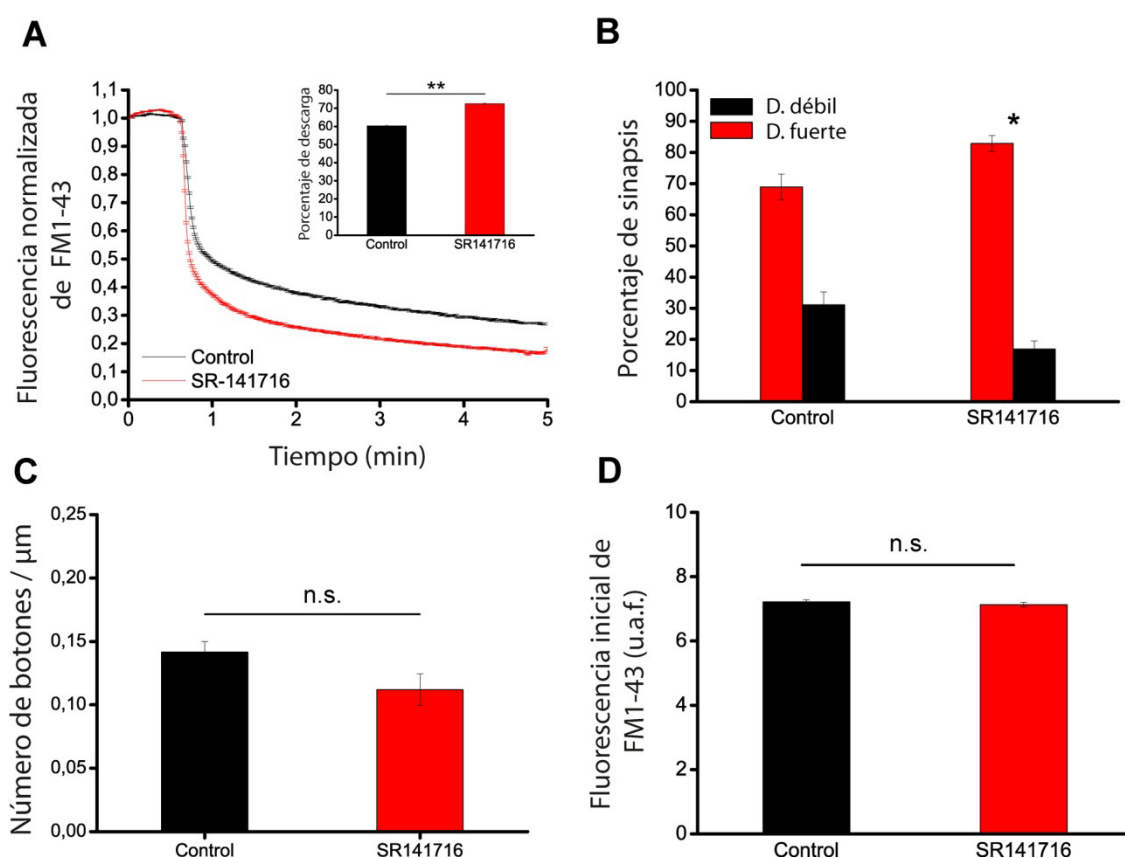 A
Fluorescencia normalizada
de FM1-43
1,1
1,0
0,9
0,8
0,7
0,6
0,5
0,4
0,3
0,2
0,1
0,0
0
1
2
3
4
5
Tiempo (min)
Control
SR-141716
Porcentaje de descarga
80
70
60
50
40
30
20
10
0
**
Control
SR141716
B
Porcentaje de sinapsis
100
90
80
70
60
50
40
30
20
10
0
D. débil
D. fuerte
*
Control
SR141716
C
Número de botones / µm
0,25
0,20
0,15
0,10
0,05
0,00
n.s.
Control
SR141716
D
Fluorescencia inicial de
FM1-43 (u.a.f.)
10
8
6
4
2
0
n.s.
Control
SR141716